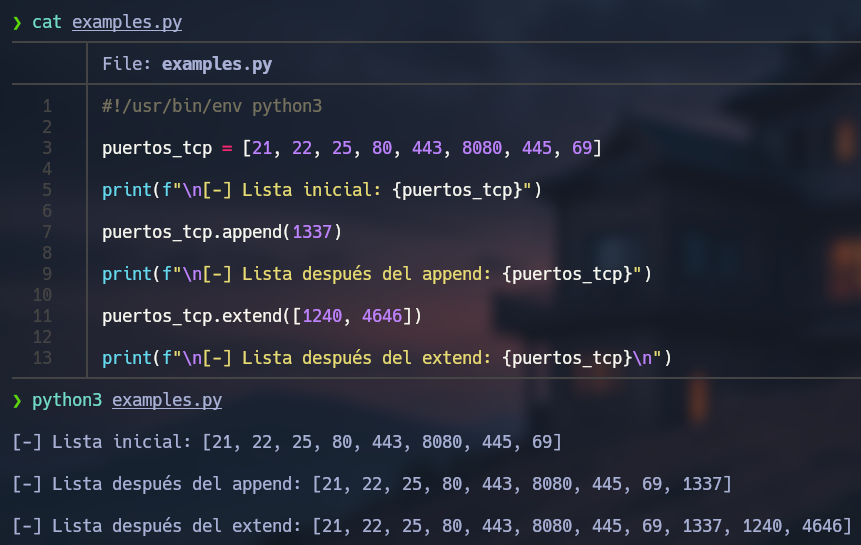 ❯ cat examples.py
File: examples.py
1 #!/usr/bin/env python3
2
3 puertos_tcp = [21, 22, 25, 80, 443, 8080, 445, 69]
4
5 print(f"\n[-] Lista inicial: {puertos_tcp}")
6
7 puertos_tcp.append(1337)
8
9 print(f"\n[-] Lista después del append: {puertos_tcp}")
10
11 puertos_tcp.extend([1240, 4646])
12
13 print(f"\n[-] Lista después del extend: {puertos_tcp}\n")
❯ python3 examples.py
[-] Lista inicial: [21, 22, 25, 80, 443, 8080, 445, 69]
[-] Lista después del append: [21, 22, 25, 80, 443, 8080, 445, 69, 1337]
[-] Lista después del extend: [21, 22, 25, 80, 443, 8080, 445, 69, 1337, 1240, 4646]